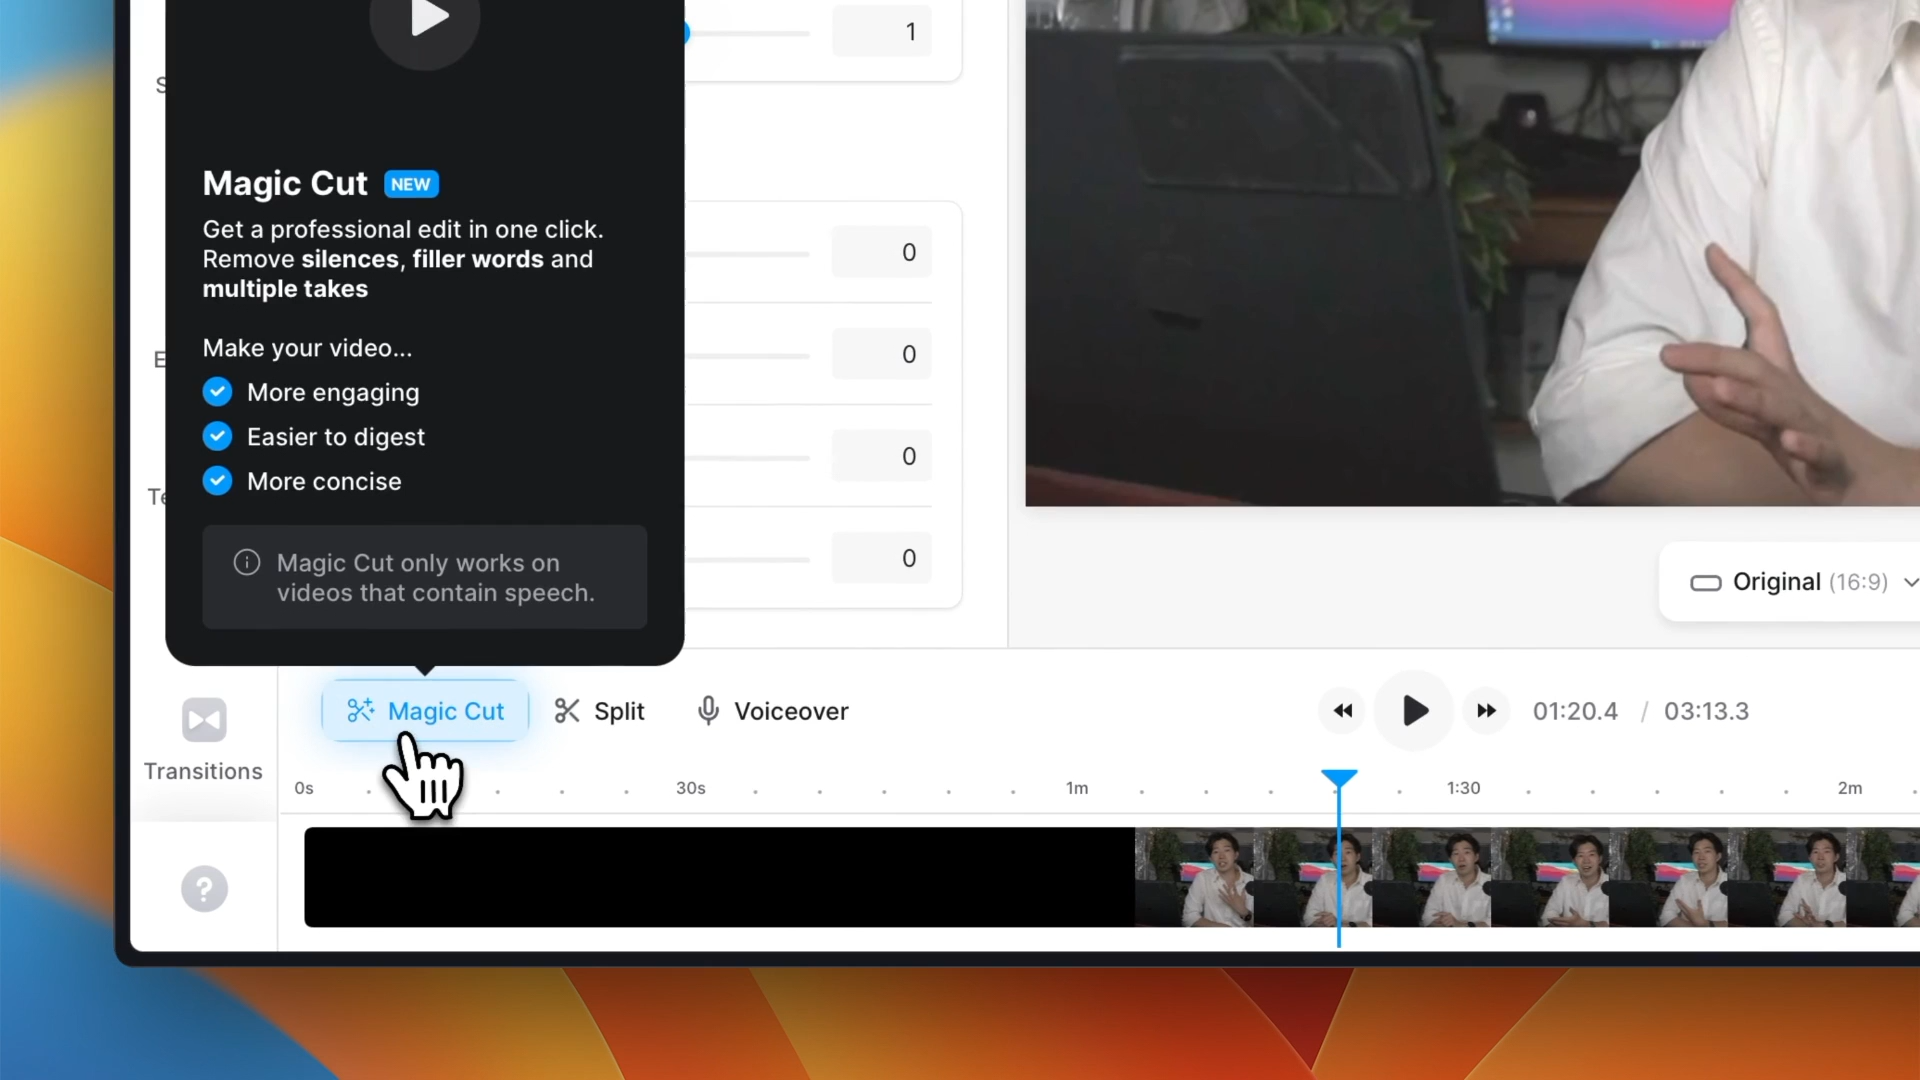 1
S
Magic Cut NEW
Get a professional edit in one click.
Remove silences, filler words and
multiple takes
0
Make your video...
0
E
More engaging
Easier to digest
0
More concise
Te
Magic Cut only works on
videos that contain speech.
0
Original (16:9)
Magic Cut
Split
Voiceover
01:20.4 / 03:13.3
Transitions
0s 30s 1m 1:30 2m
?